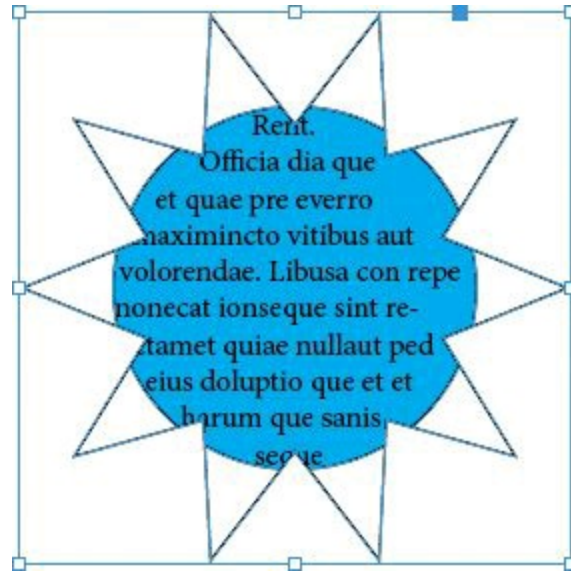 Rent.
Officia dia que
et quae pre everro
maximincto vitibus aut
volorendae. Libusa con repe
nonecat ionseque sint re-
ctamet quiae nullaut ped
eius doluptio que et et
harum que sanis
seque